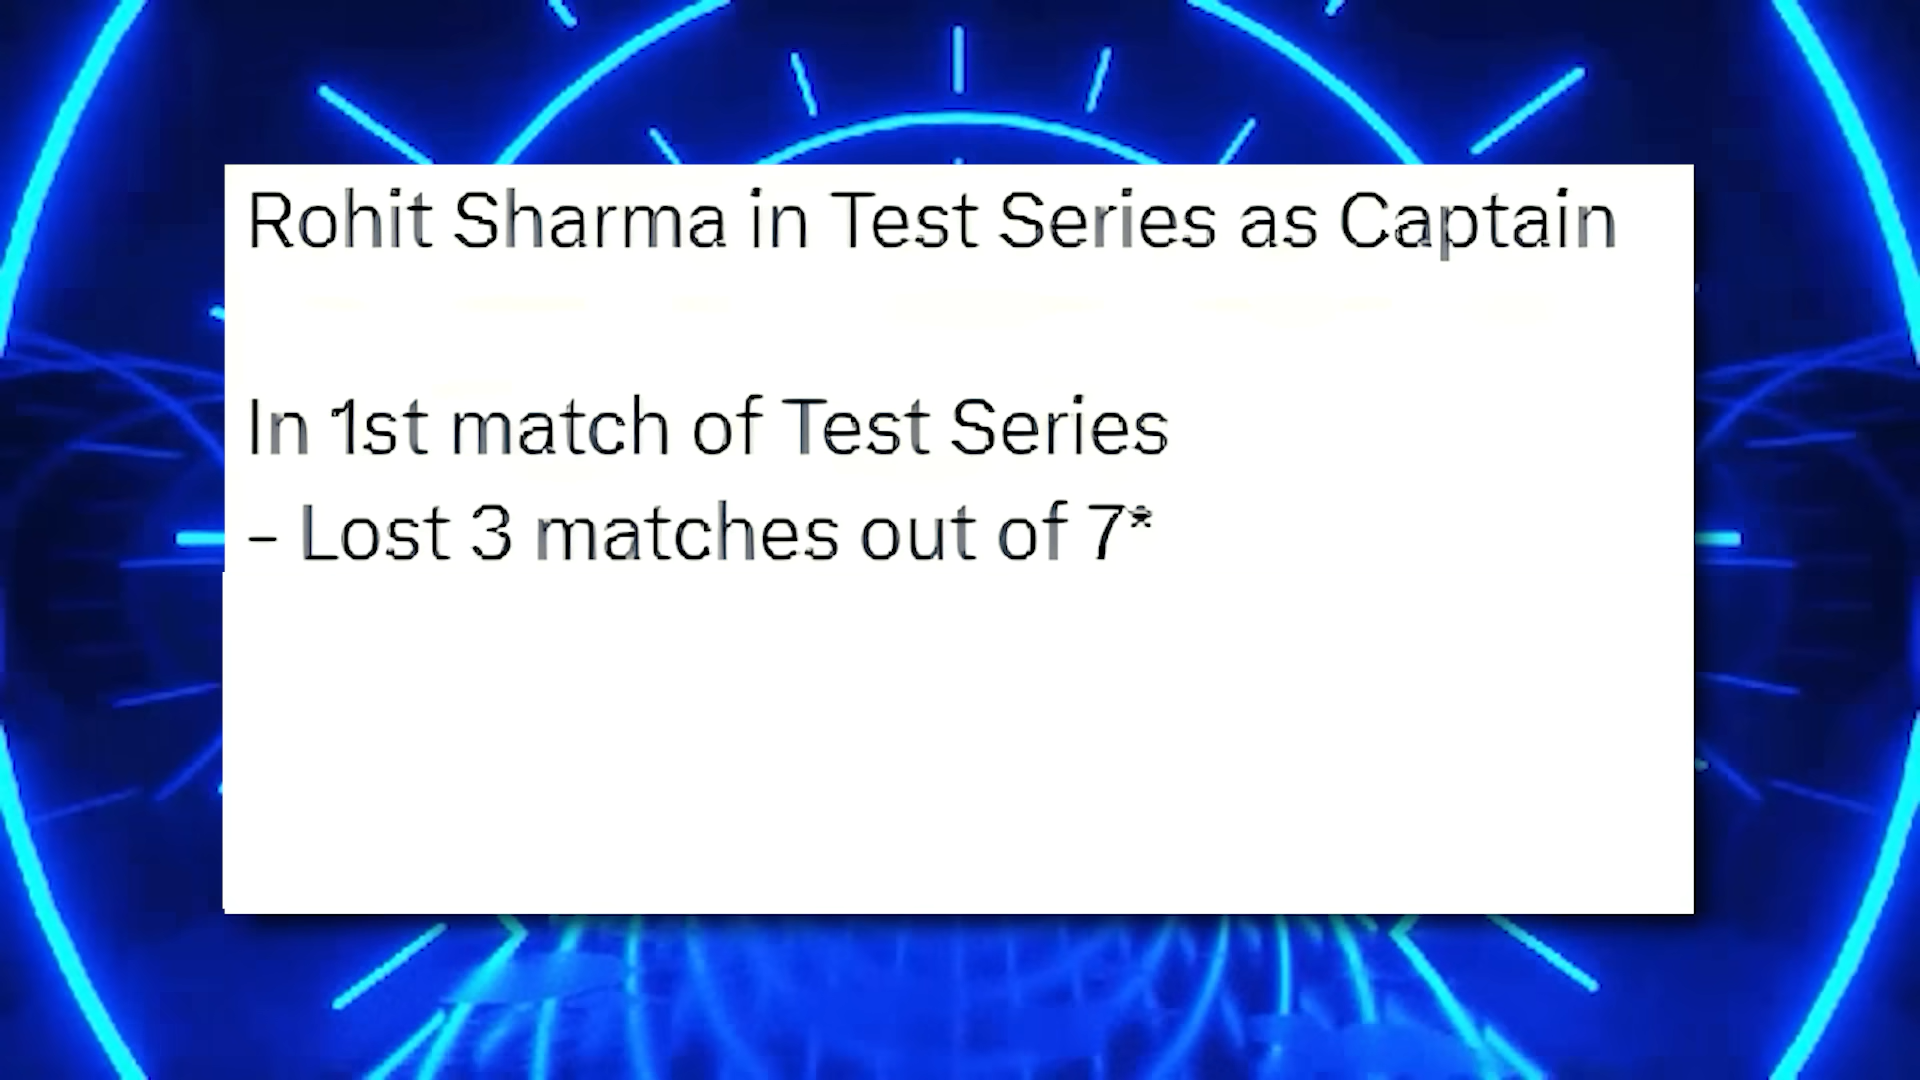 Rohit Sharma in Test Series as Captain
In 1st match of Test Series
– Lost 3 matches out of 7*